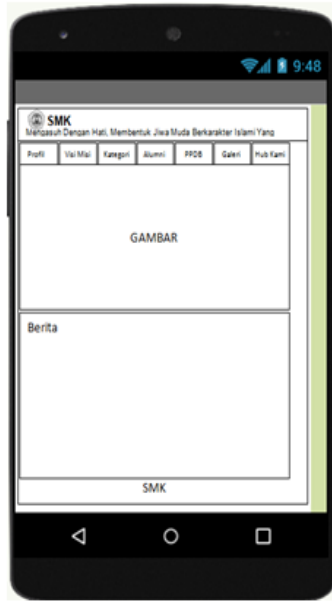 9:48
SMK
Mengasuh Dengan Hati, Membentuk Jiwa Muda Berkarakter Islami Yang
Profil Visi Misi Kategori Alumni PPDB Galeri Hub Kami
GAMBAR
Berita
SMK